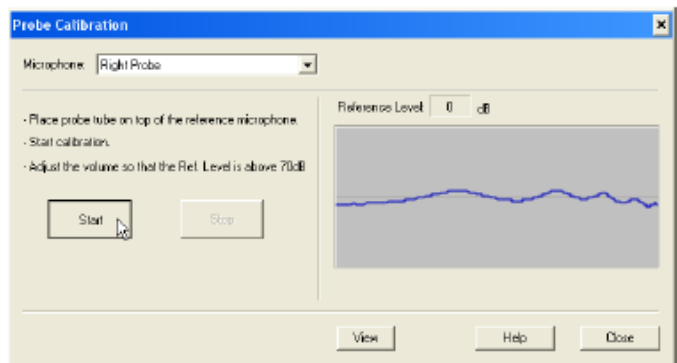 Probe Calibration
Microphone: Right Probe
Reference Level: 0 dB
- Place probe tube on top of the reference microphone.
- Start calibration.
- Adjust the volume so that the Ref. Level is above 70dB
Start Stop
View Help Close